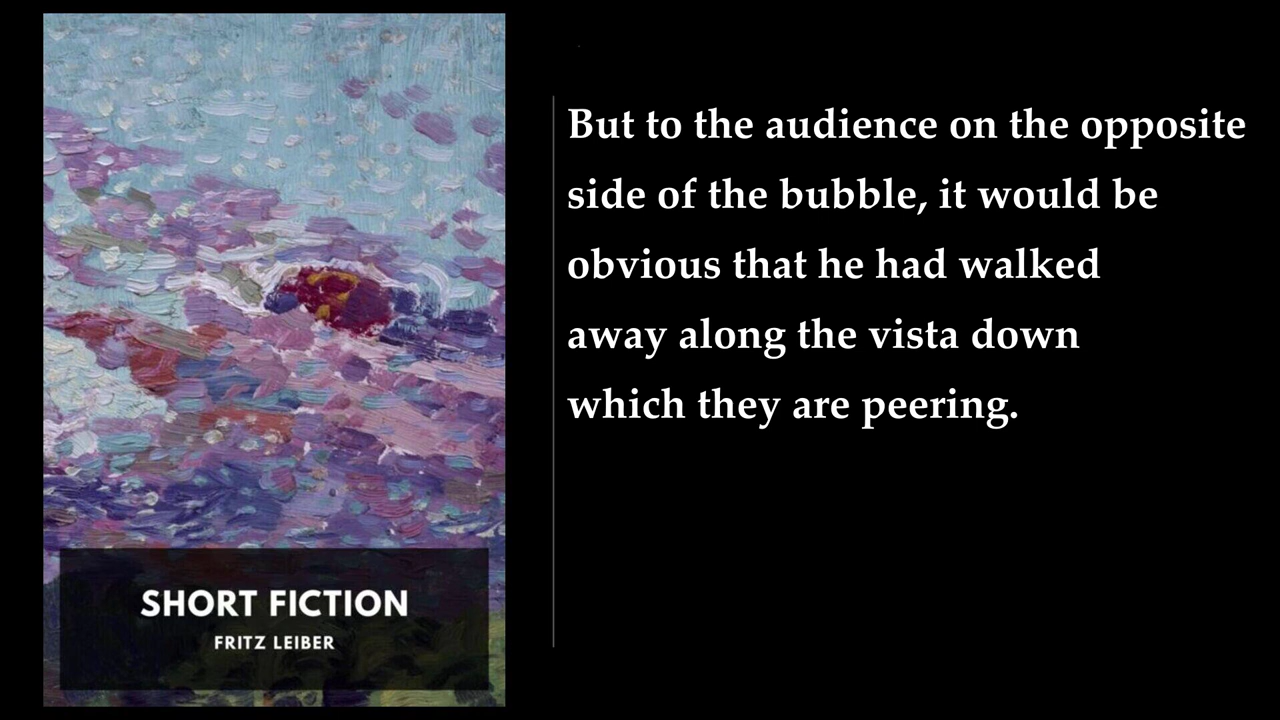 SHORT FICTION
FRITZ LEIBER
But to the audience on the opposite
side of the bubble, it would be
obvious that he had walked
away along the vista down
which they are peering.